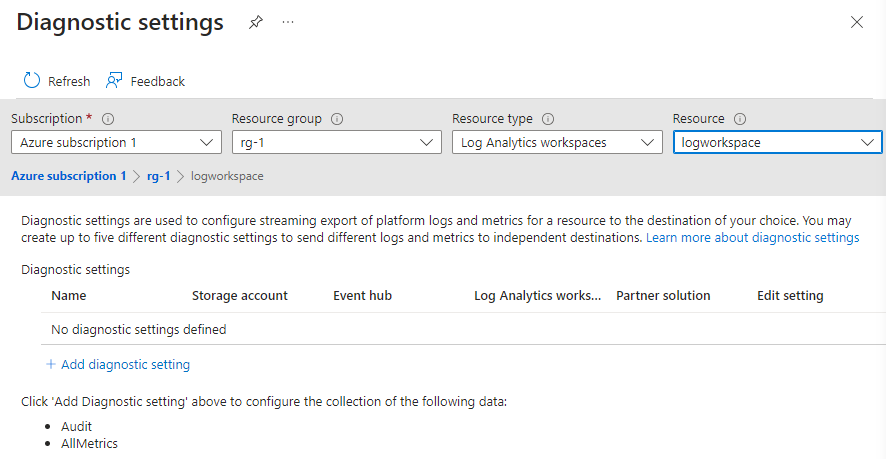 Diagnostic settings
Refresh Feedback
Subscription * Resource group Resource type Resource
Azure subscription 1 rg-1 Log Analytics workspaces logworkspace
Azure subscription 1 > rg-1 > logworkspace
Diagnostic settings are used to configure streaming export of platform logs and metrics for a resource to the destination of your choice. You may
create up to five different diagnostic settings to send different logs and metrics to independent destinations. Learn more about diagnostic settings
Diagnostic settings
Name Storage account Event hub Log Analytics works... Partner solution Edit setting
No diagnostic settings defined
+ Add diagnostic setting
Click 'Add Diagnostic setting' above to configure the collection of the following data:
• Audit
• AllMetrics